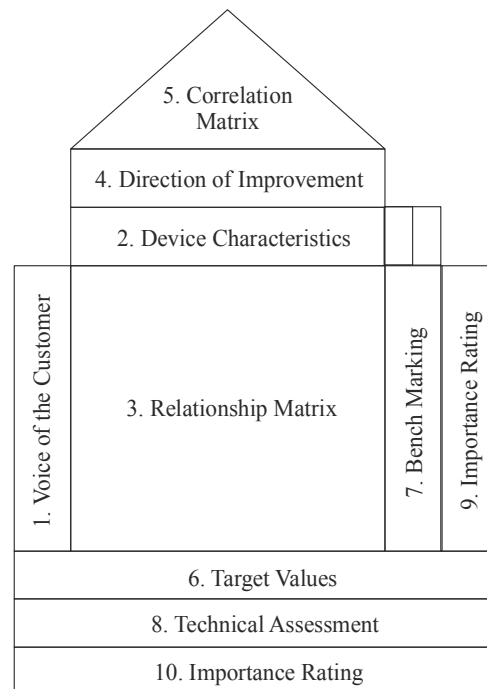 5. Correlation
Matrix
4. Direction of Improvement
2. Device Characteristics
1. Voice of the Customer
3. Relationship Matrix
7. Bench Marking
9. Importance Rating
6. Target Values
8. Technical Assessment
10. Importance Rating